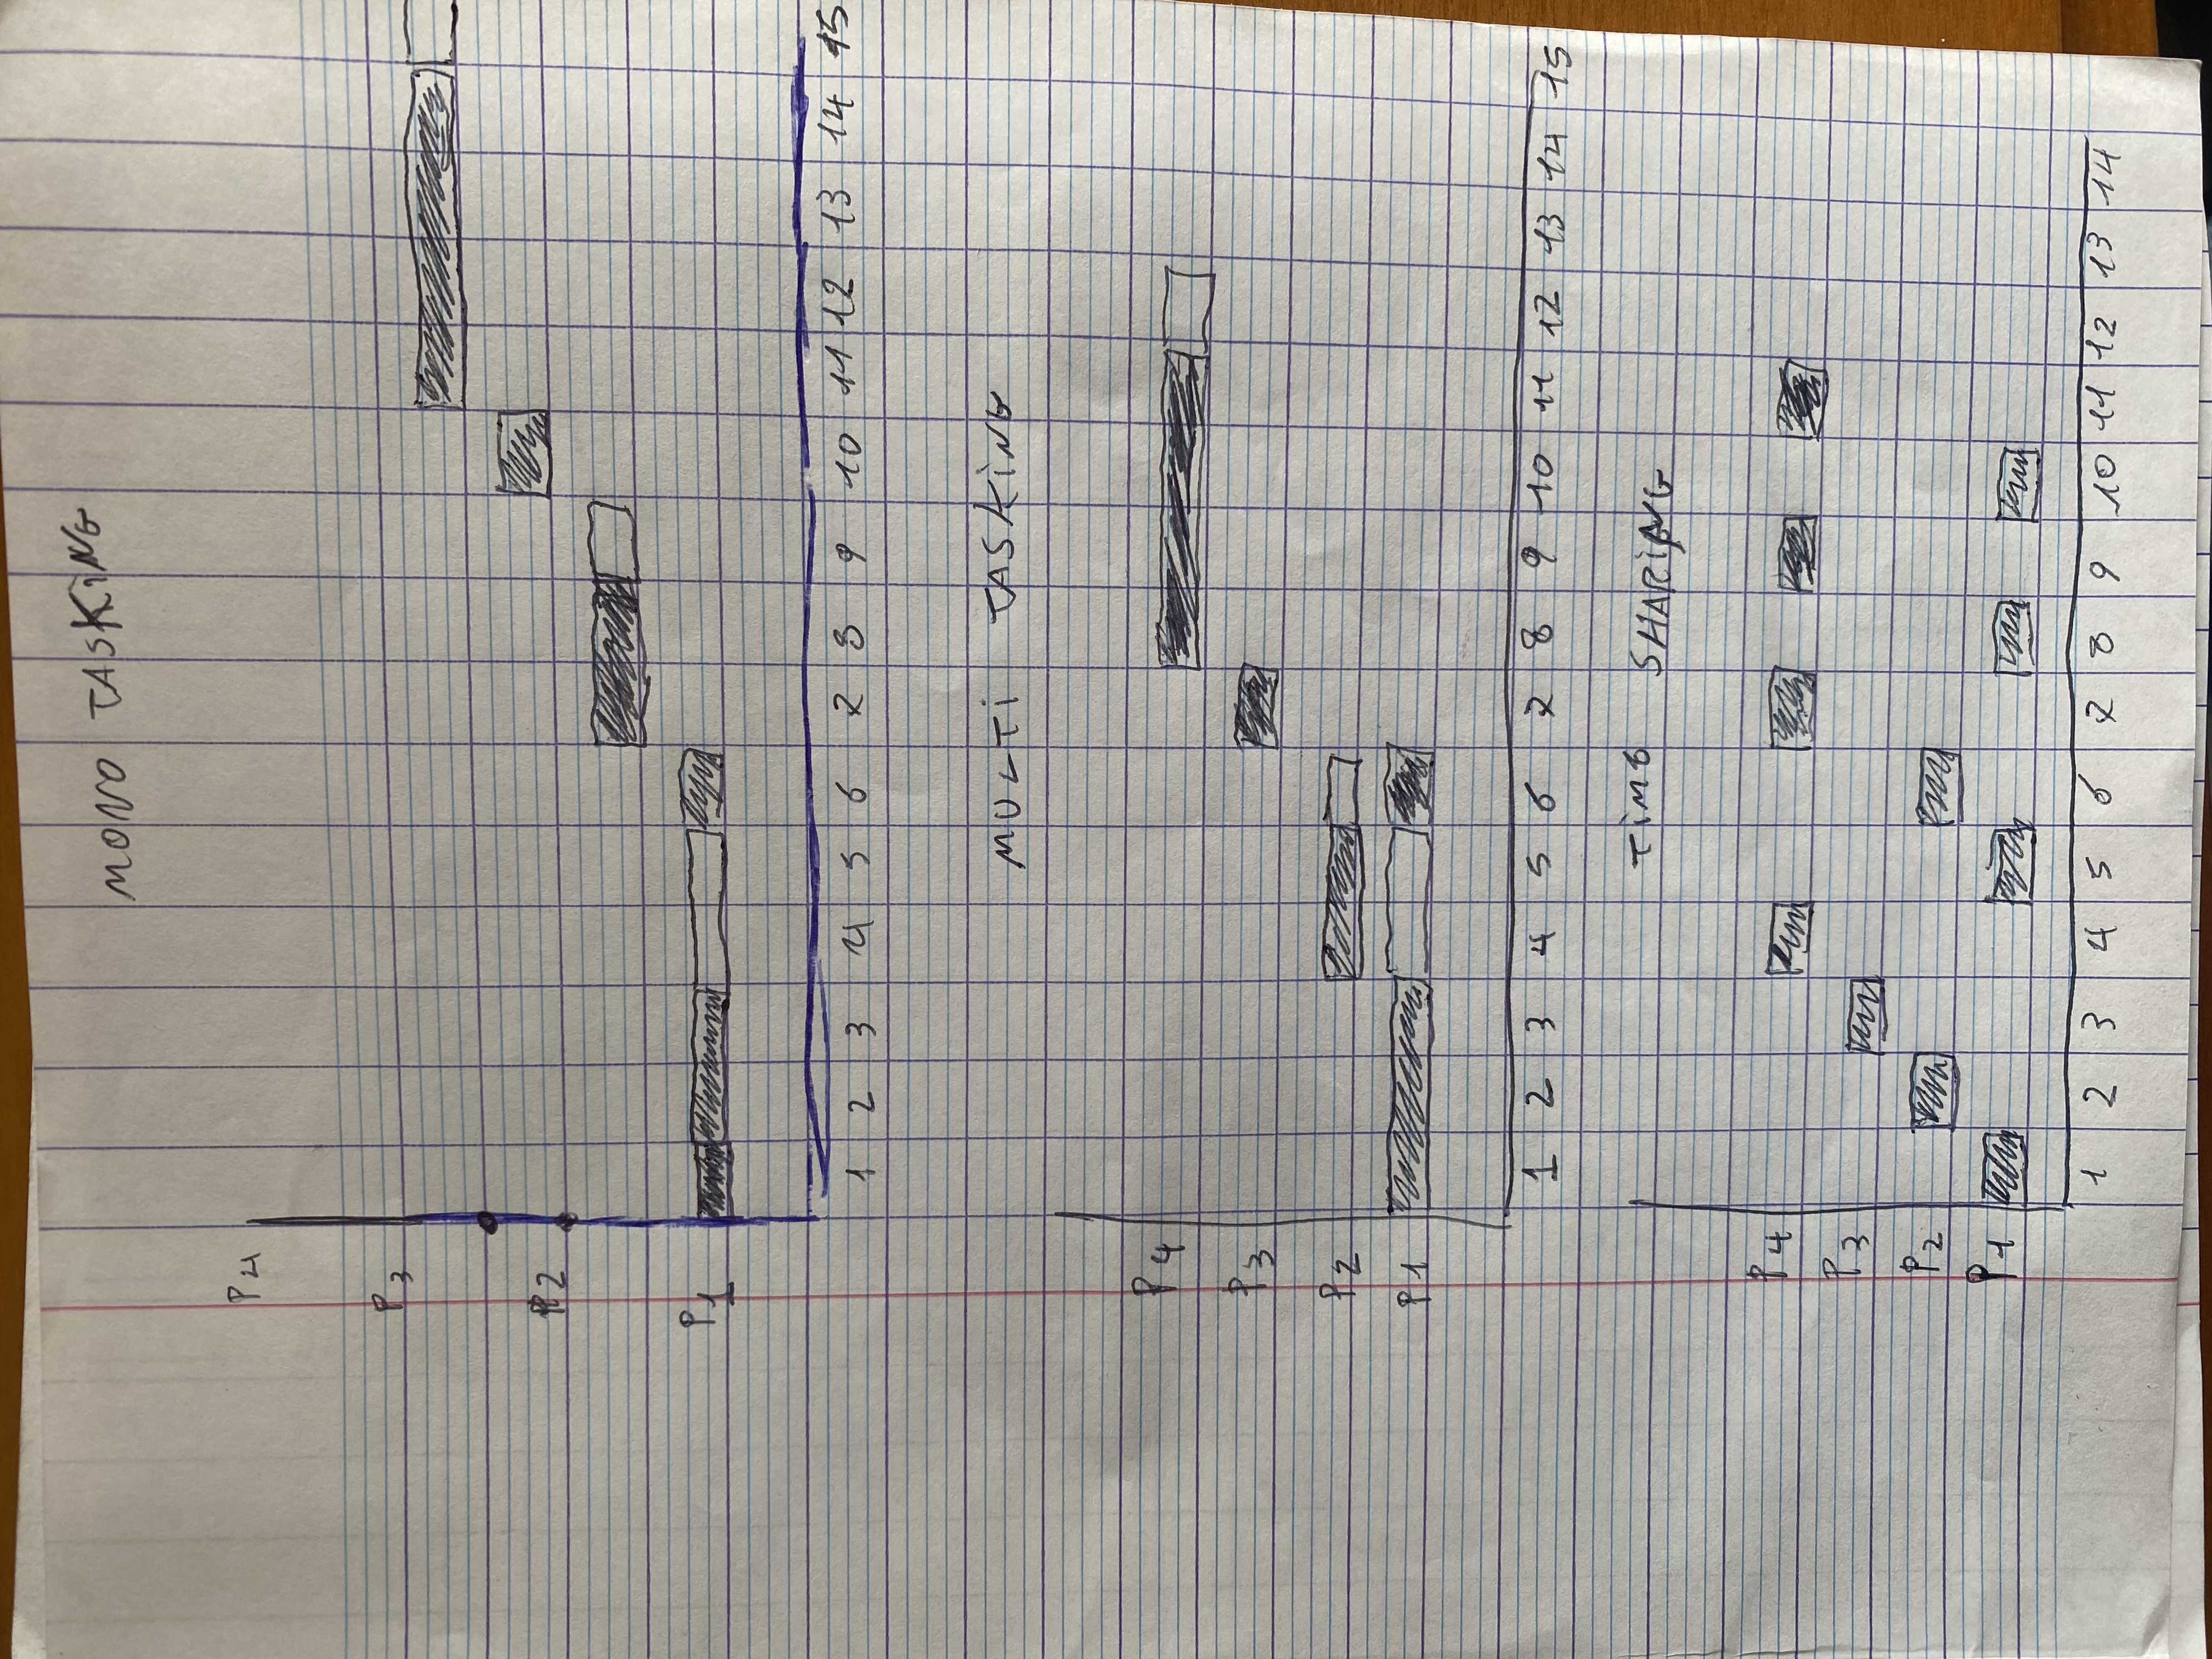 MONO TASKING
P4
P3
P2
P1
1 2 3 4 5 6 7 8 9 10 11 12 13 14 15
MULTI TASKING
P4
P3
P2
P1
1 2 3 4 5 6 7 8 9 10 11 12 13 14 15
TIME SHARING
P4
P3
P2
P1
1 2 3 4 5 6 7 8 9 10 11 12 13 14